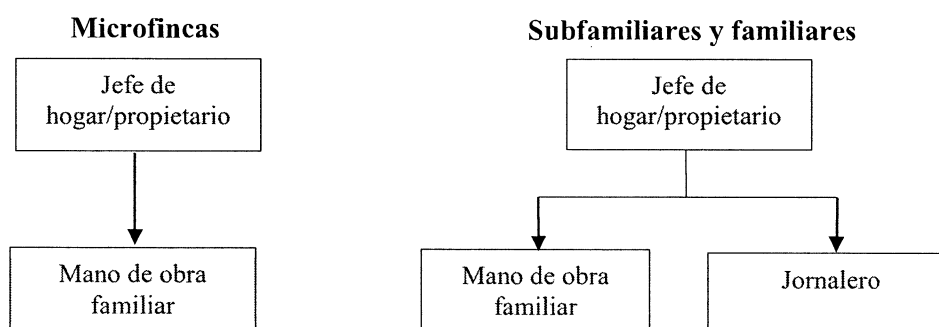 Microfincas
Jefe de
hogar/propietario
Mano de obra
familiar
Subfamiliares y familiares
Jefe de
hogar/propietario
Mano de obra
familiar
Jornalero